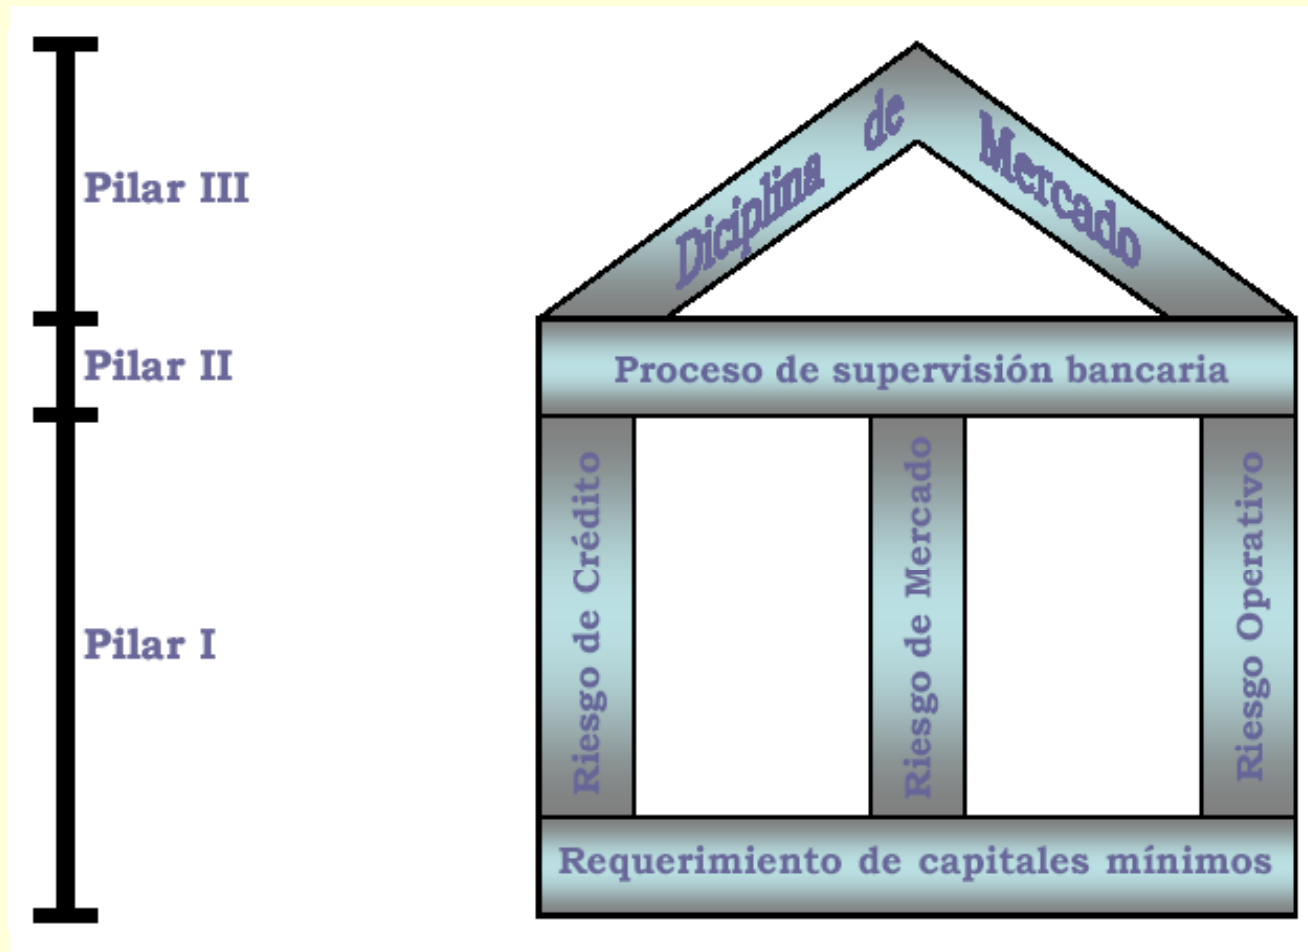 Diciplina de Mercado
Pilar III
Pilar II
Proceso de supervisión bancaria
Pilar I
Riesgo de Crédito
Riesgo de Mercado
Riesgo Operativo
Requerimiento de capitales mínimos